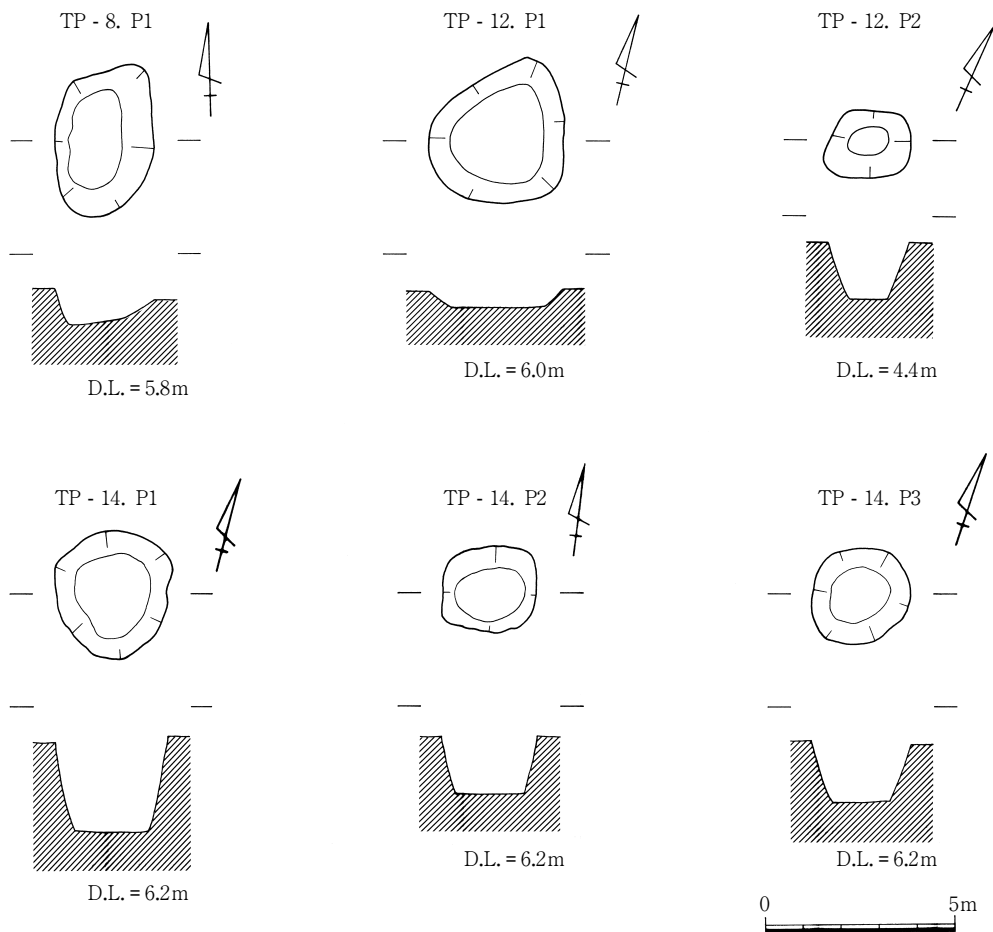 TP - 8. P1
TP - 12. P1
TP - 12. P2
D.L. = 5.8m
D.L. = 6.0m
D.L. = 4.4m
TP - 14. P1
TP - 14. P2
TP - 14. P3
D.L. = 6.2m
D.L. = 6.2m
D.L. = 6.2m
0 5m